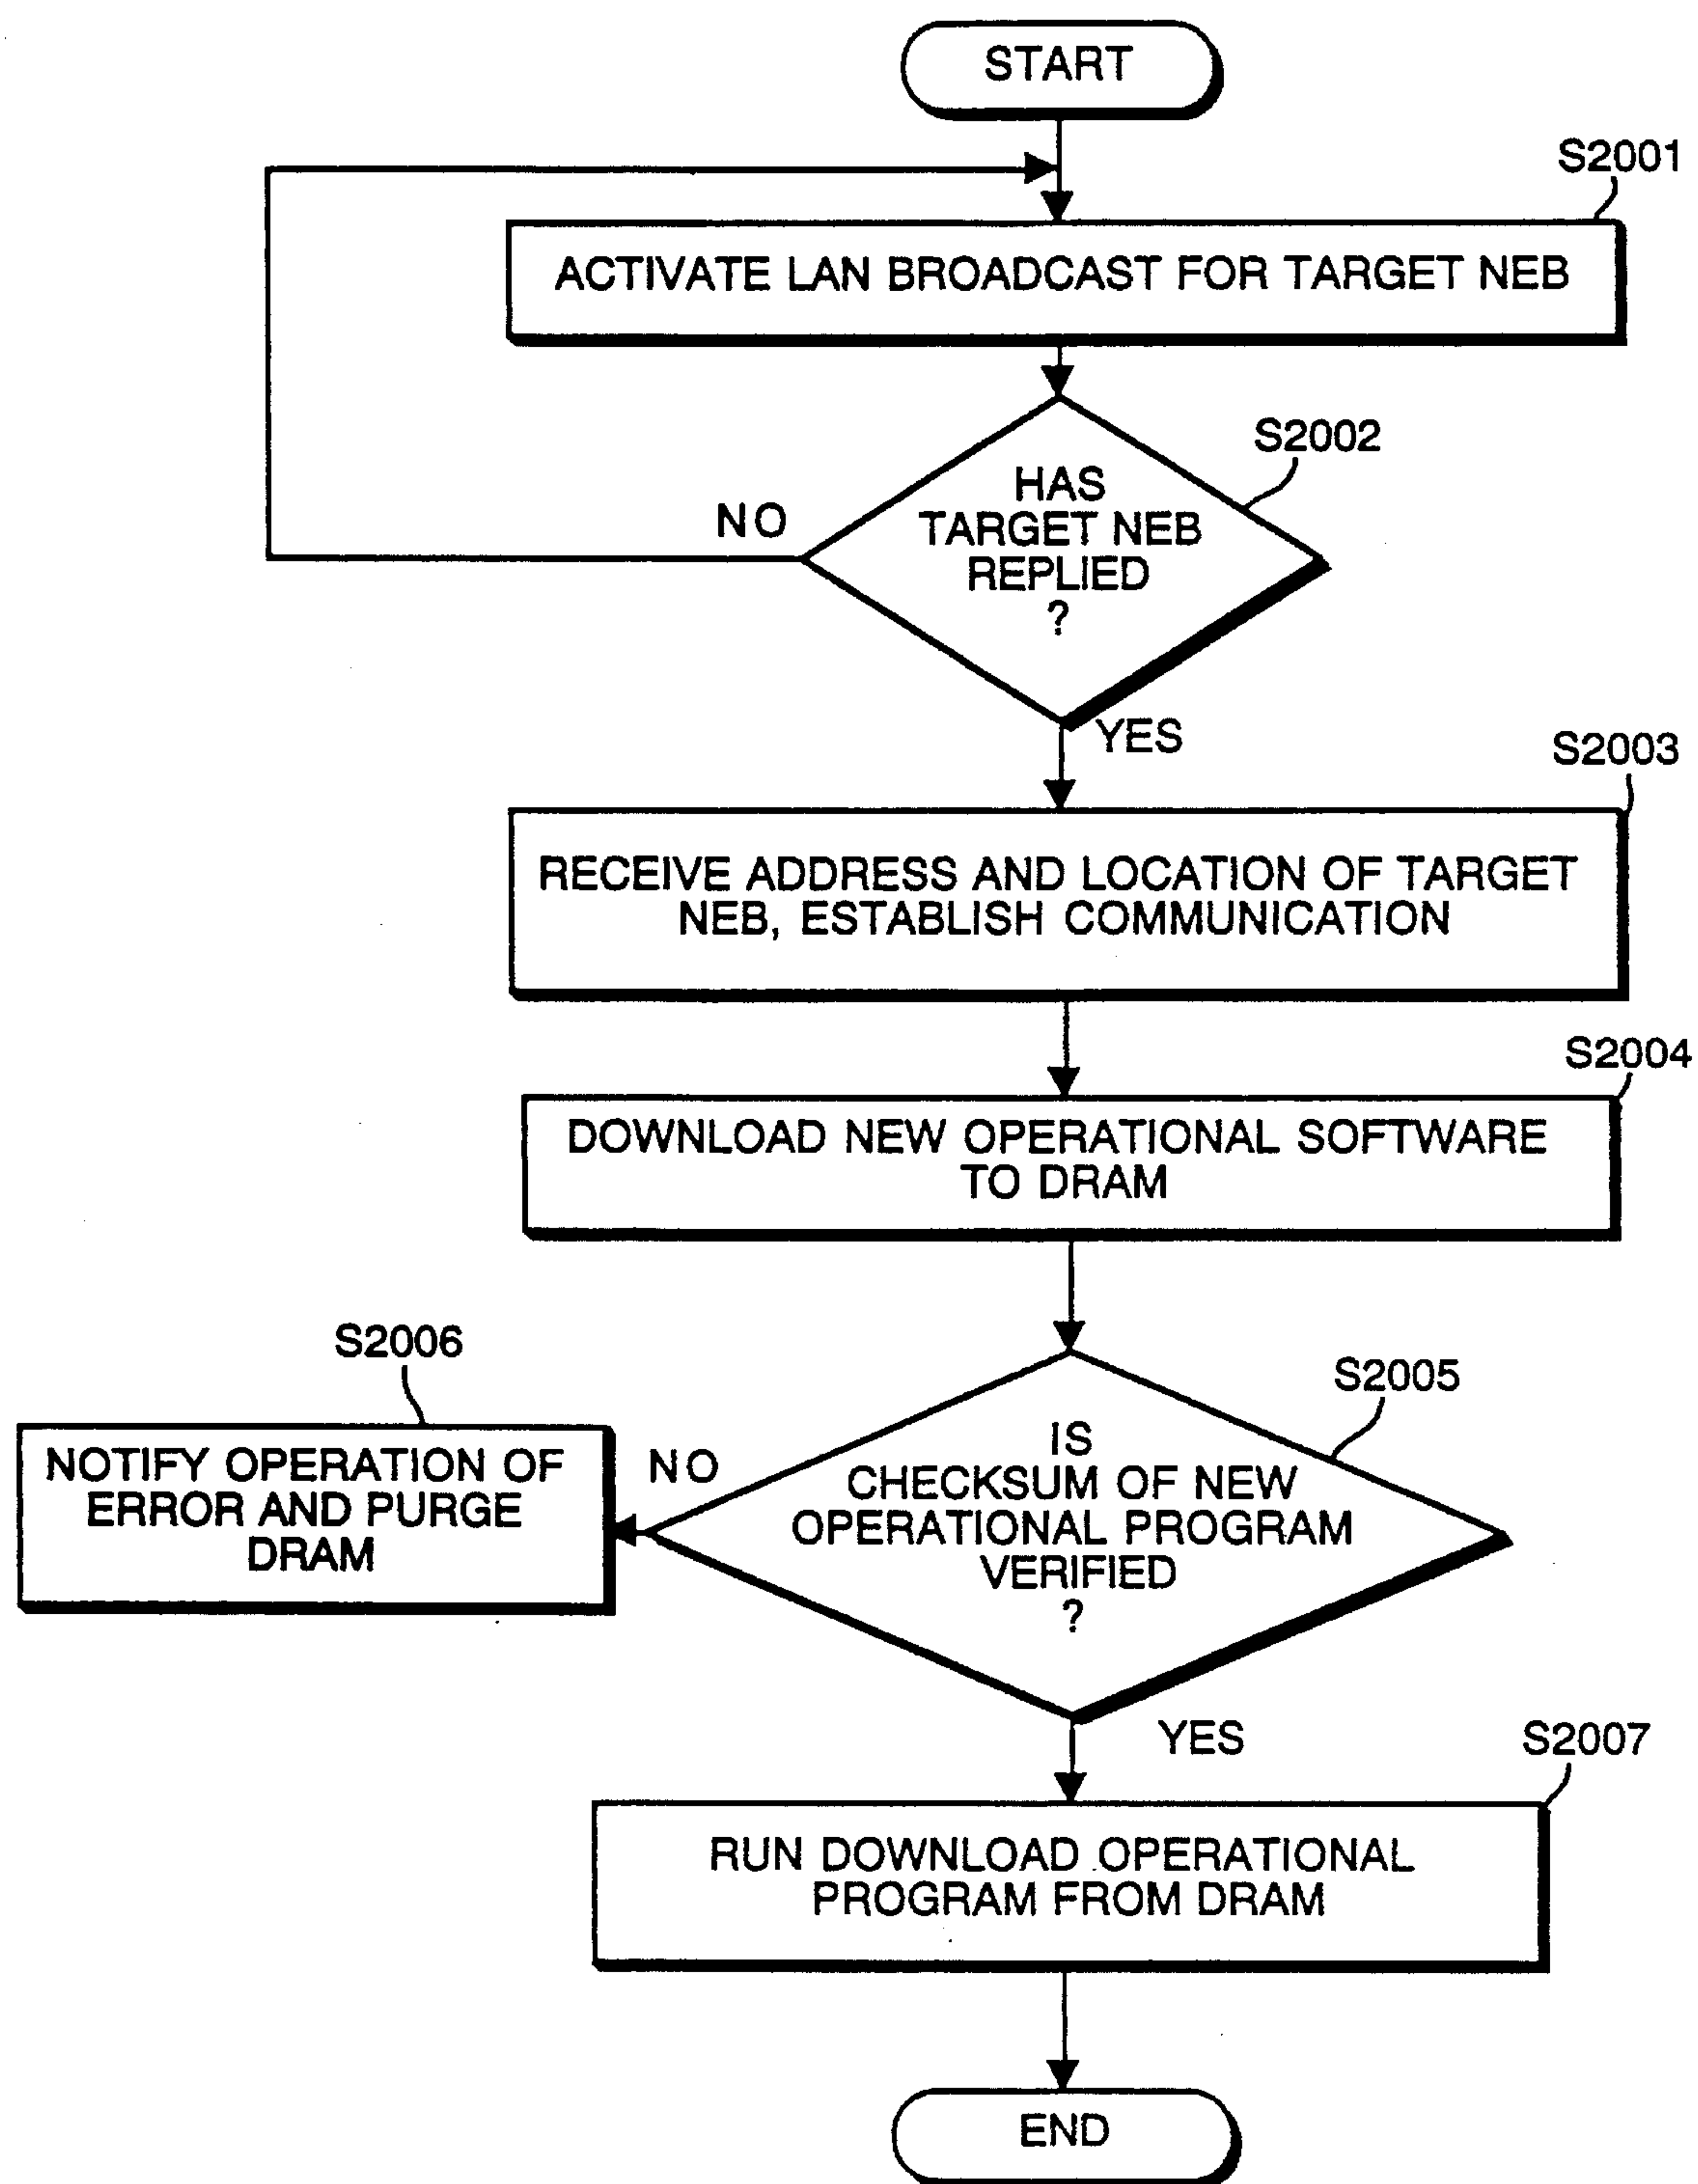 START
S2001
ACTIVATE LAN BROADCAST FOR TARGET NEB
S2002
HAS
TARGET NEB
REPLIED
?
NO
YES
S2003
RECEIVE ADDRESS AND LOCATION OF TARGET
NEB, ESTABLISH COMMUNICATION
S2004
DOWNLOAD NEW OPERATIONAL SOFTWARE
TO DRAM
S2005
IS
CHECKSUM OF NEW
OPERATIONAL PROGRAM
VERIFIED
?
NO
S2006
NOTIFY OPERATION OF
ERROR AND PURGE
DRAM
YES
S2007
RUN DOWNLOAD OPERATIONAL
PROGRAM FROM DRAM
END